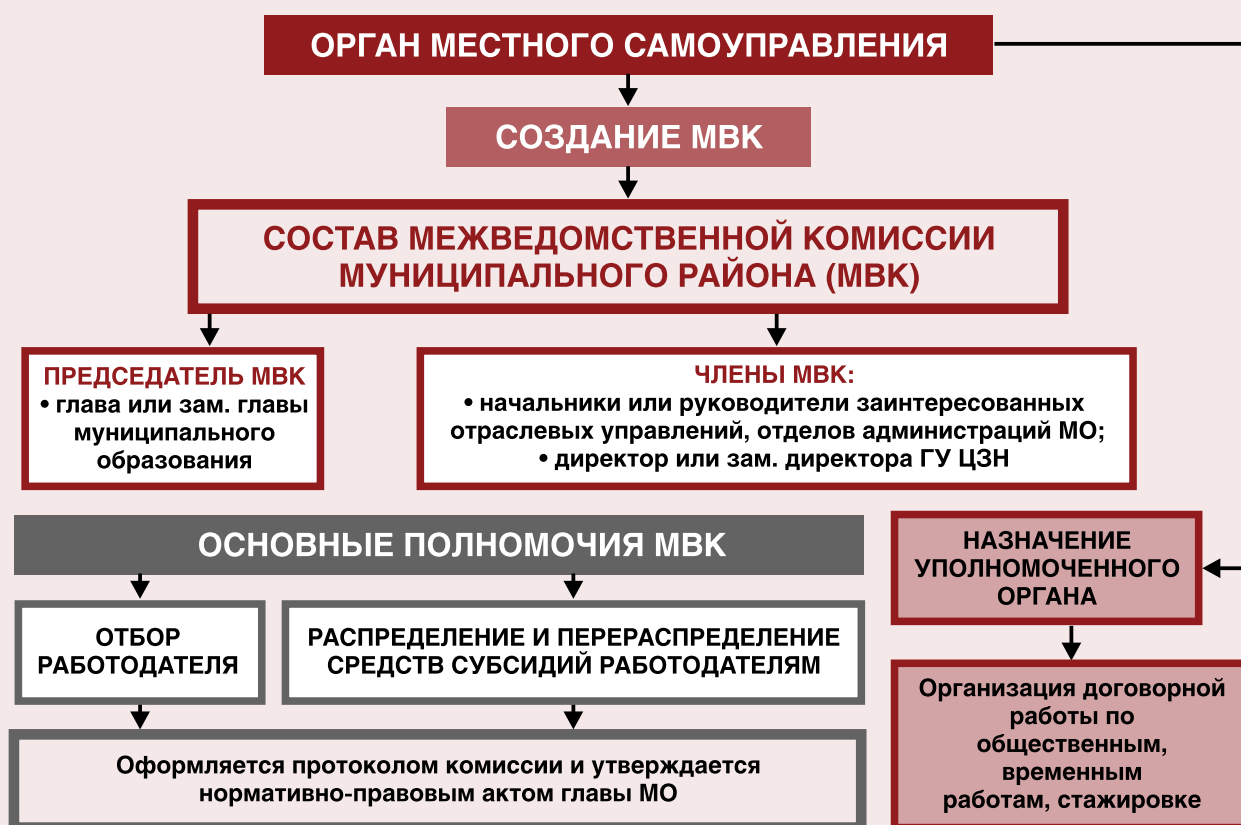 ОРГАН МЕСТНОГО САМОУПРАВЛЕНИЯ
СОЗДАНИЕ МВК
СОСТАВ МЕЖВЕДОМСТВЕННОЙ КОМИССИИ
МУНИЦИПАЛЬНОГО РАЙОНА (МВК)
ПРЕДСЕДАТЕЛЬ МВК
• глава или зам. главы
муниципального
образования
ЧЛЕНЫ МВК:
• начальники или руководители заинтересованных
отраслевых управлений, отделов администраций МО;
• директор или зам. директора ГУ ЦЗН
ОСНОВНЫЕ ПОЛНОМОЧИЯ МВК
ОТБОР
РАБОТОДАТЕЛЯ
РАСПРЕДЕЛЕНИЕ И ПЕРЕРАСПРЕДЕЛЕНИЕ
СРЕДСТВ СУБСИДИЙ РАБОТОДАТЕЛЯМ
Оформляется протоколом комиссии и утверждается
нормативно-правовым актом главы МО
НАЗНАЧЕНИЕ
УПОЛНОМОЧЕННОГО
ОРГАНА
Организация договорной
работы по
общественным,
временным
работам, стажировке